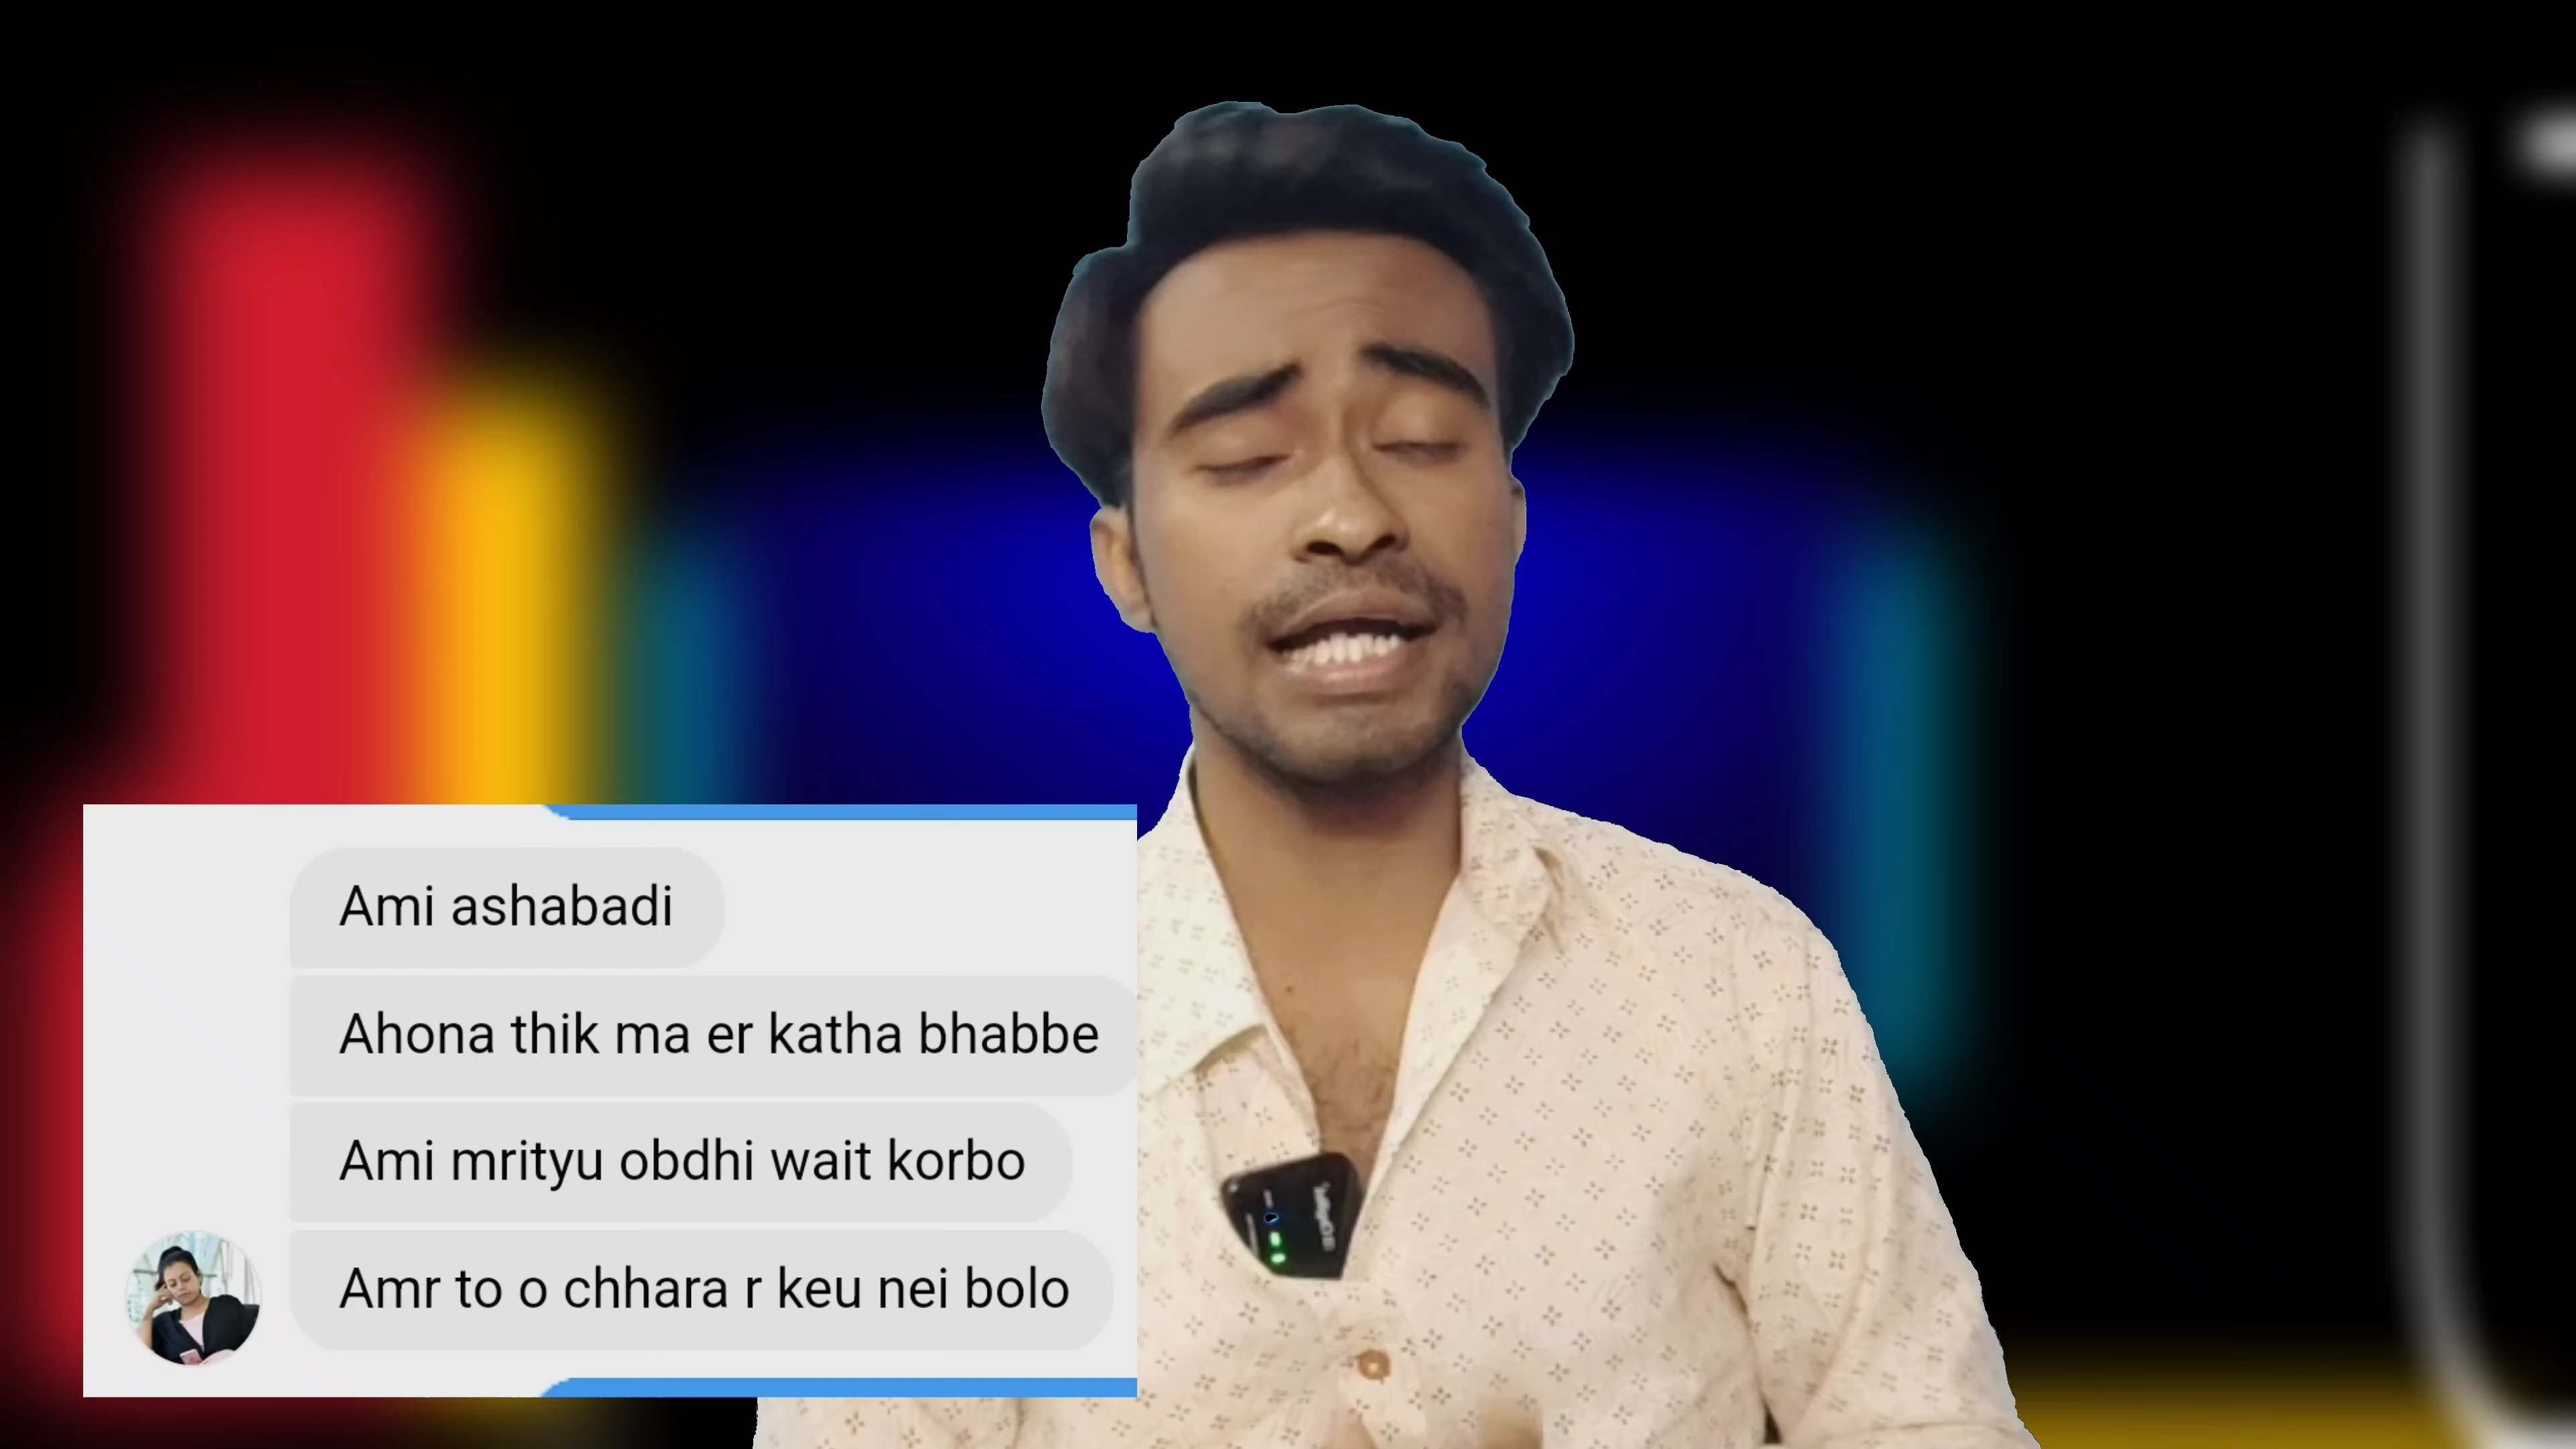 Ami ashabadi
Ahona thik ma er katha bhabbe
Ami mrityu obdhi wait korbo
Amr to o chhara r keu nei bolo